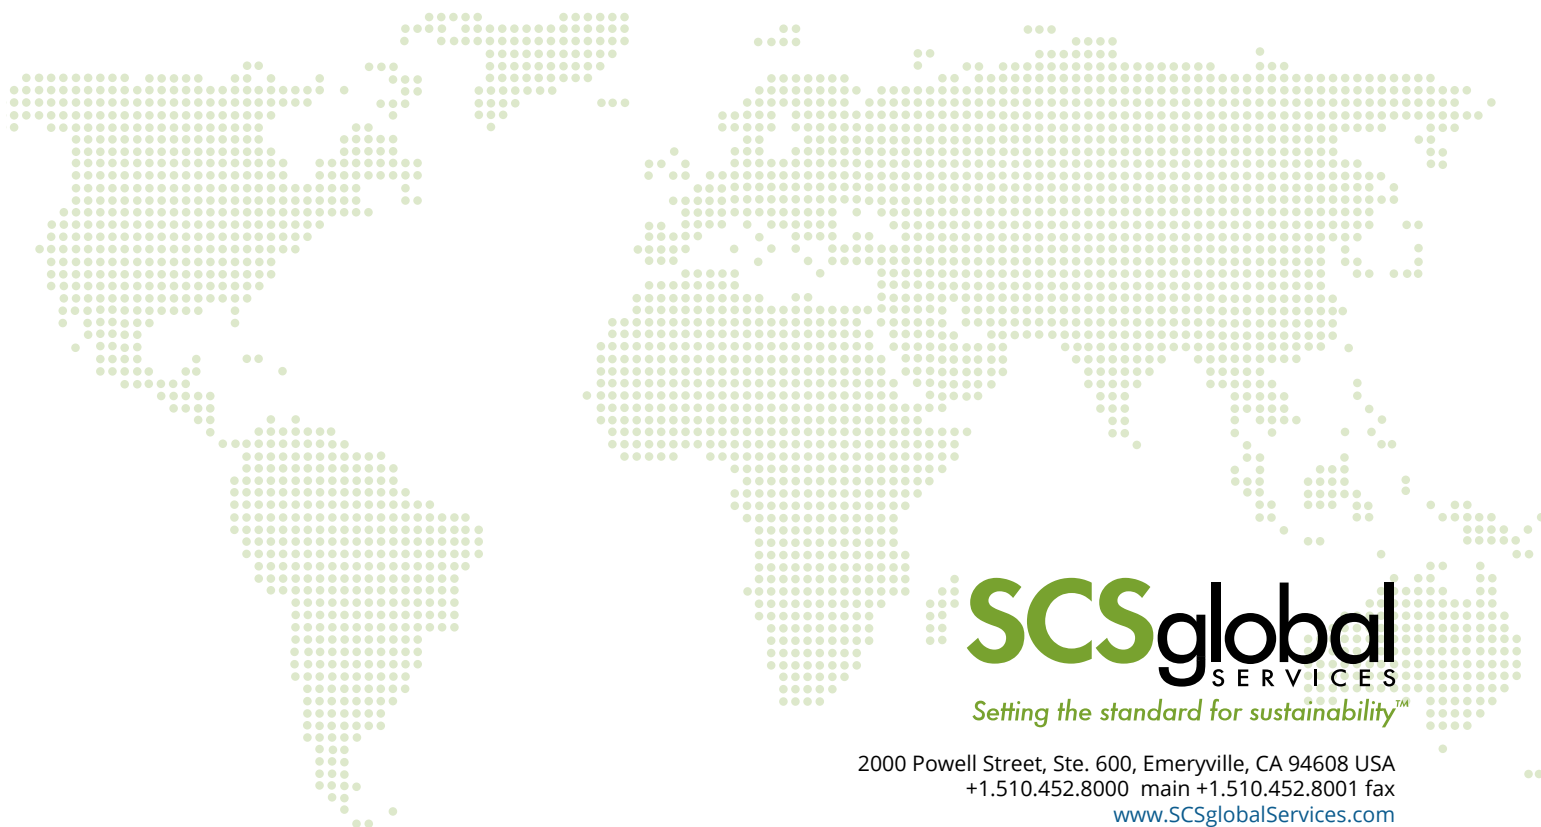 SCSglobal
SERVICES
Setting the standard for sustainability™
2000 Powell Street, Ste. 600, Emeryville, CA 94608 USA
+1.510.452.8000 main +1.510.452.8001 fax
www.SCSglobalServices.com